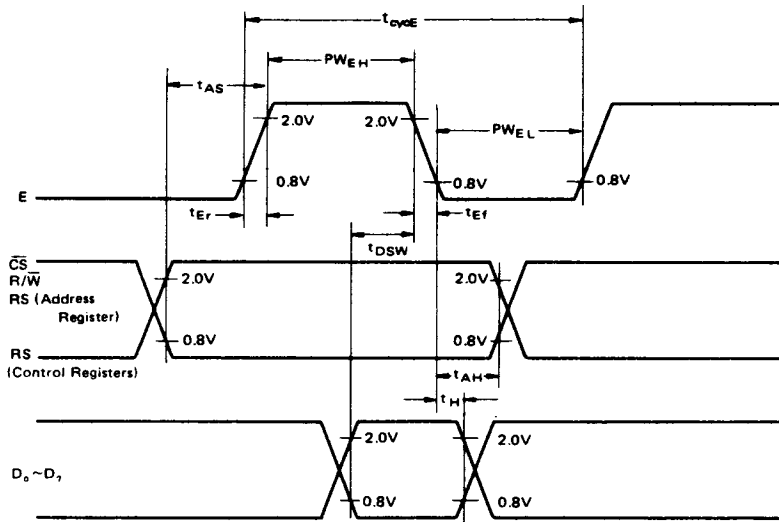 tcycE
PWEH
tAS
2.0V
2.0V
PWEL
0.8V
0.8V
0.8V
E
tEr
tEf
tDSW
CS
R/W
RS (Address
Register)
2.0V
2.0V
0.8V
0.8V
RS
(Control Registers)
tAH
tH
2.0V
2.0V
D₀~D₇
0.8V
0.8V